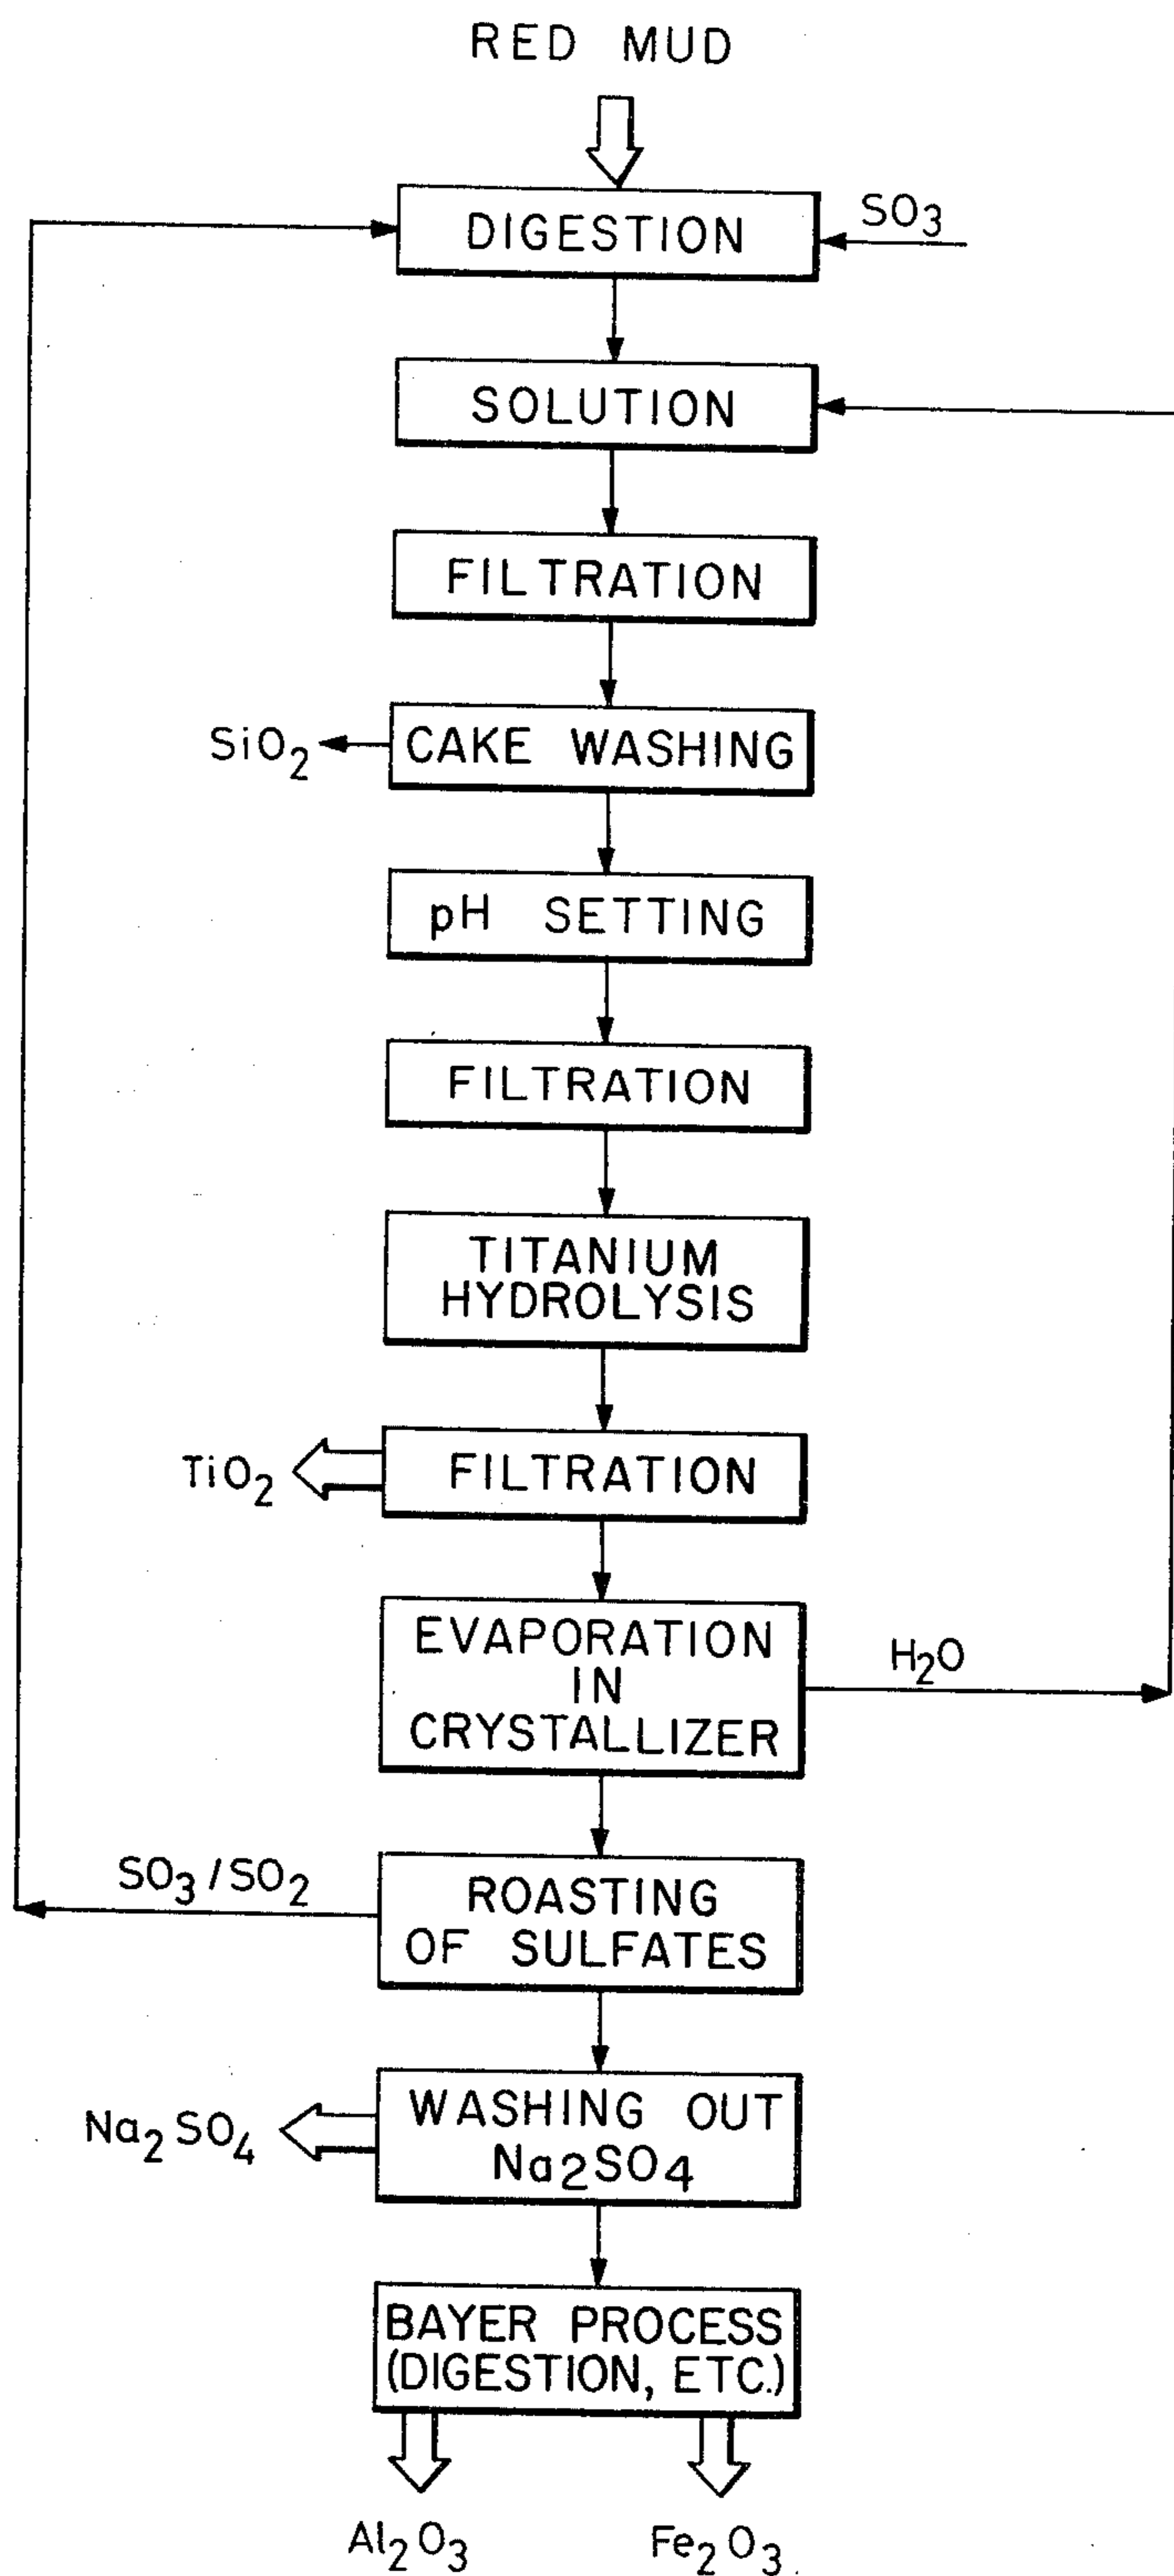 RED MUD
DIGESTION
SO3
SOLUTION
FILTRATION
SiO2
CAKE WASHING
pH SETTING
FILTRATION
TITANIUM
HYDROLYSIS
TiO2
FILTRATION
EVAPORATION
IN
CRYSTALLIZER
H2O
SO3/SO2
ROASTING
OF SULFATES
Na2SO4
WASHING OUT
Na2SO4
BAYER PROCESS
(DIGESTION, ETC.)
Al2O3
Fe2O3